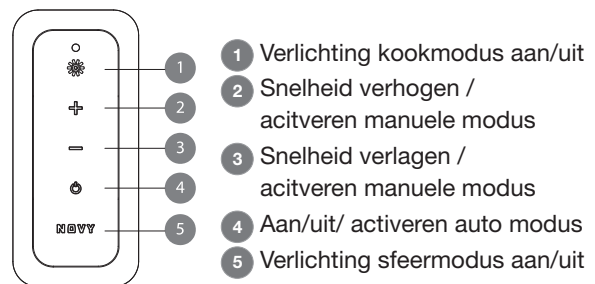 1 1 Verlichting kookmodus aan/uit
2 2 Snelheid verhogen /
acitveren manuele modus
3 3 Snelheid verlagen /
acitveren manuele modus
4 4 Aan/uit/ activeren auto modus
NOVY 5 5 Verlichting sfeermodus aan/uit